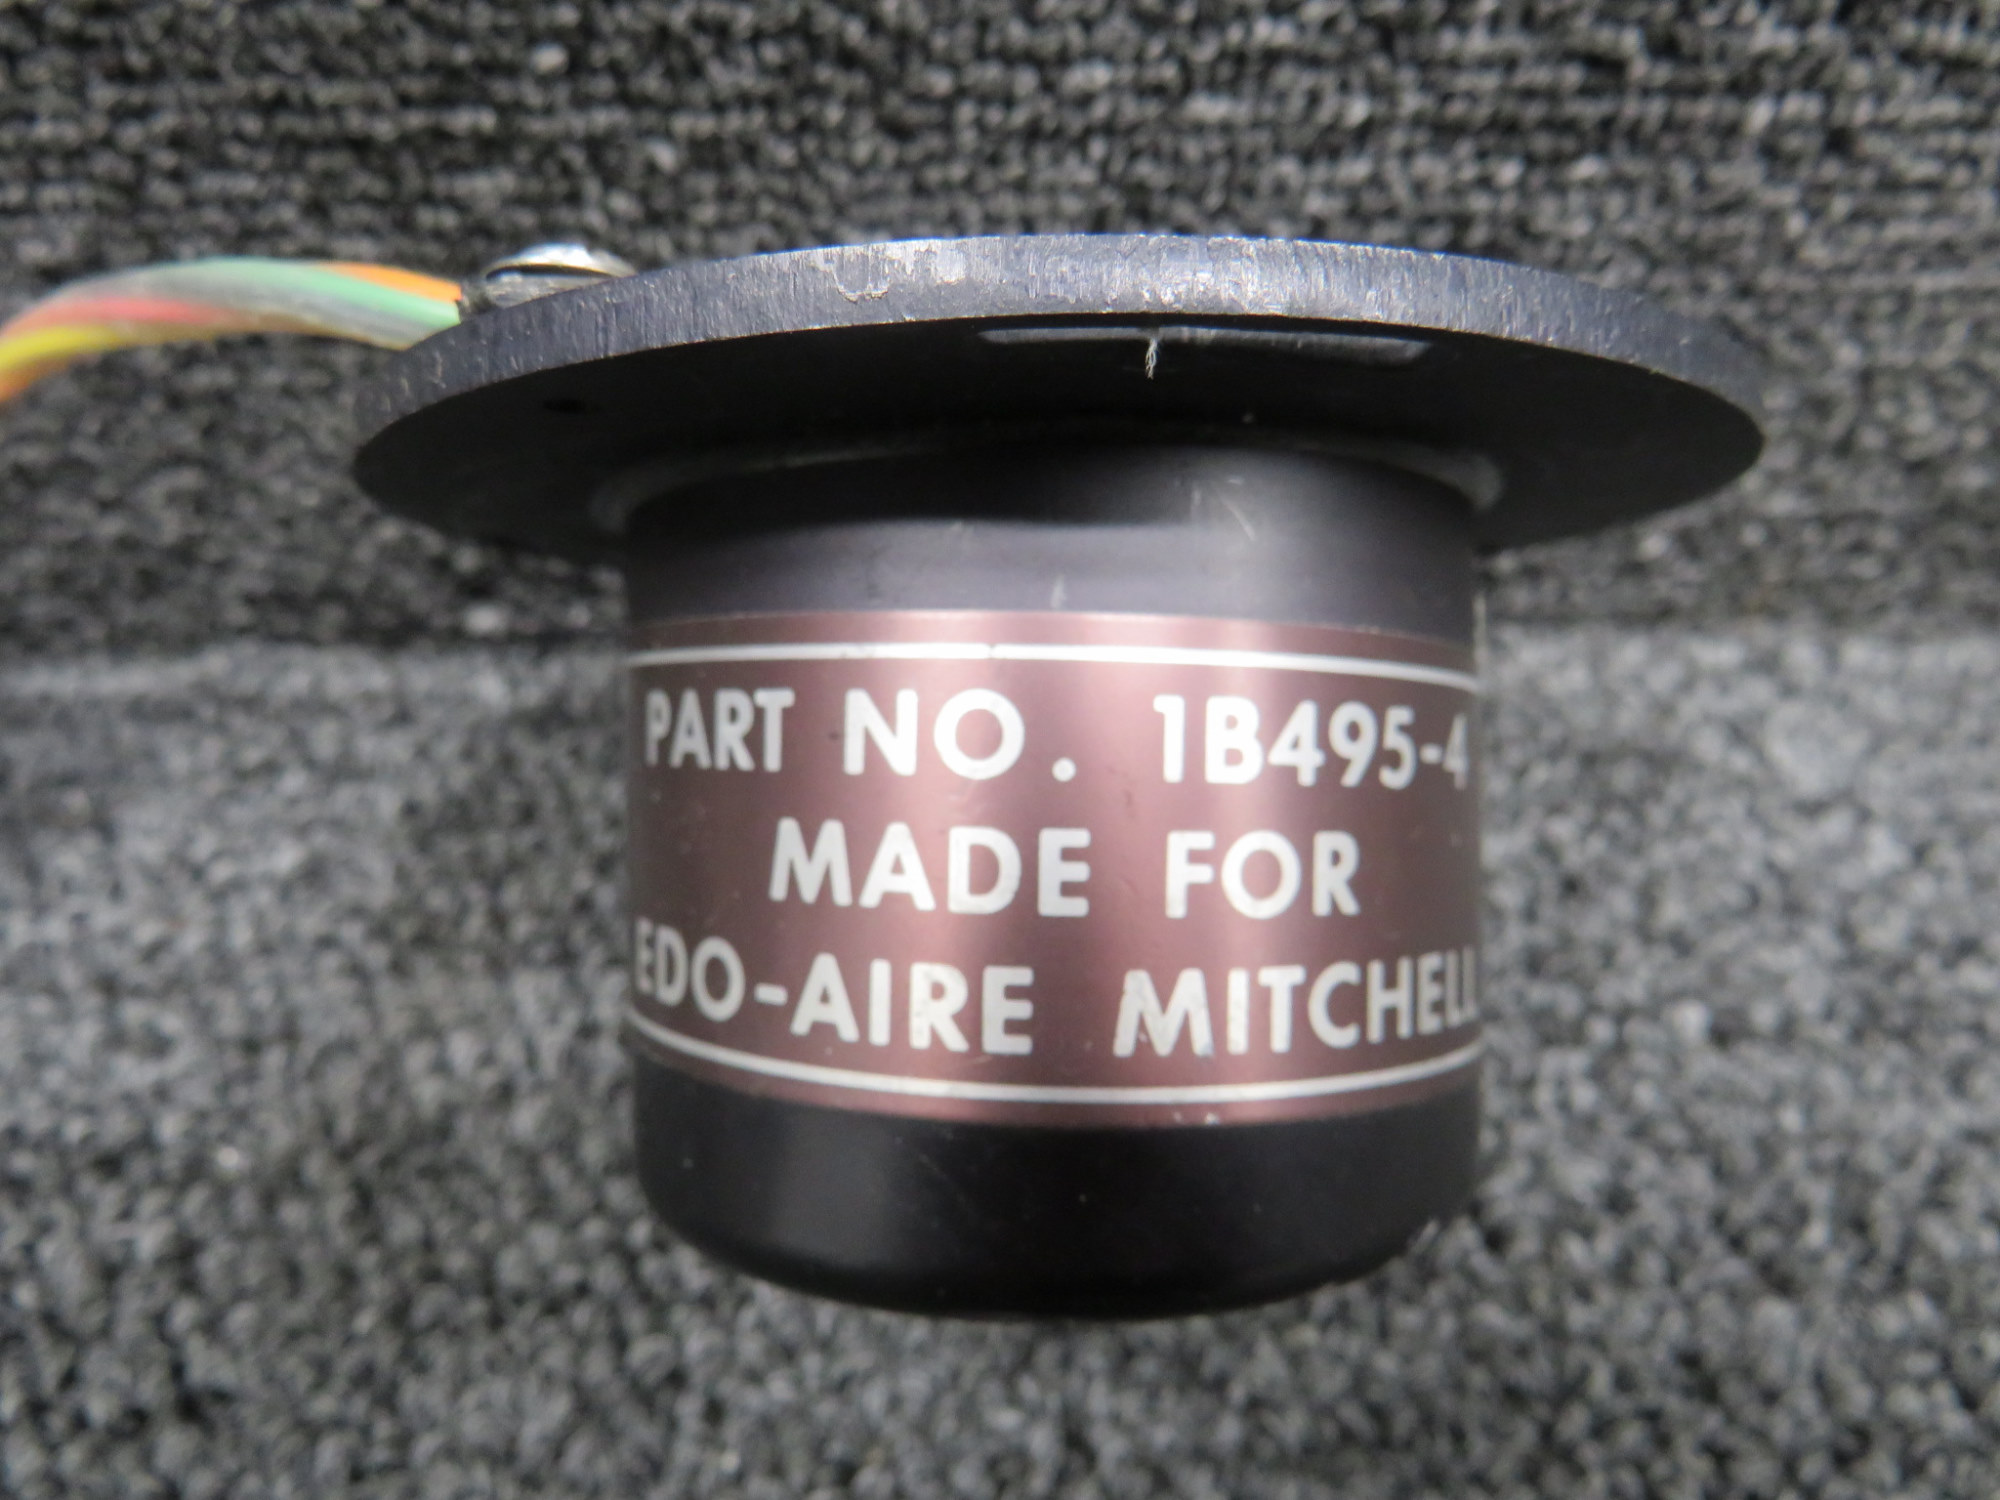 PART NO. 1B495-4
MADE FOR
EDO-AIRE MITCHELL